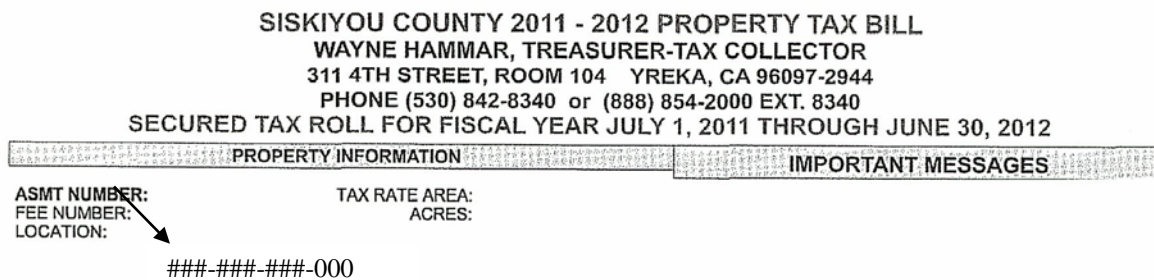 SISKIYOU COUNTY 2011 - 2012 PROPERTY TAX BILL
WAYNE HAMMAR, TREASURER-TAX COLLECTOR
311 4TH STREET, ROOM 104 YREKA, CA 96097-2944
PHONE (530) 842-8340 or (888) 854-2000 EXT. 8340
SECURED TAX ROLL FOR FISCAL YEAR JULY 1, 2011 THROUGH JUNE 30, 2012
PROPERTY INFORMATION IMPORTANT MESSAGES
ASMT NUMBER: TAX RATE AREA:
FEE NUMBER: ACRES:
LOCATION:
###-###-###-000